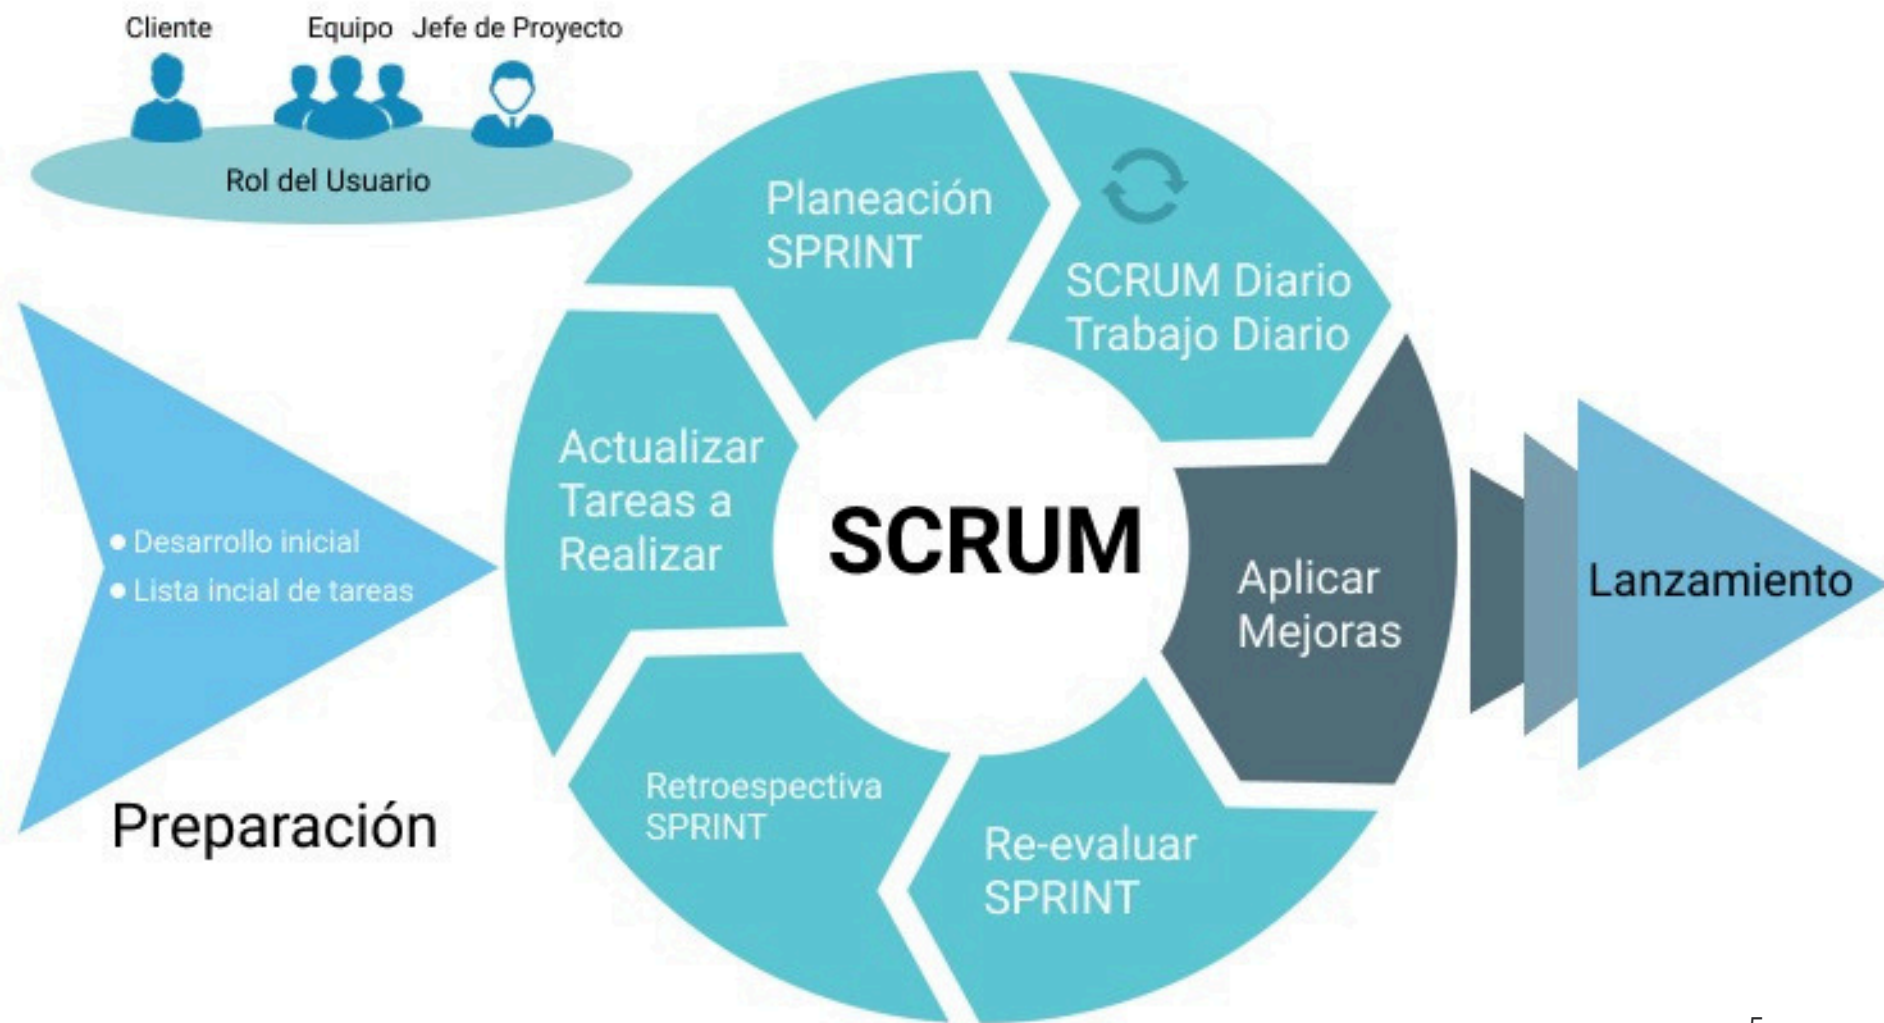 Cliente
Equipo
Jefe de Proyecto
Rol del Usuario
Planeación
SPRINT
SCRUM Diario
Trabajo Diario
Actualizar
Tareas a
Realizar
SCRUM
Aplicar
Mejoras
Lanzamiento
Desarrollo inicial
Lista incial de tareas
Preparación
Retroespectiva
SPRINT
Re-evaluar
SPRINT